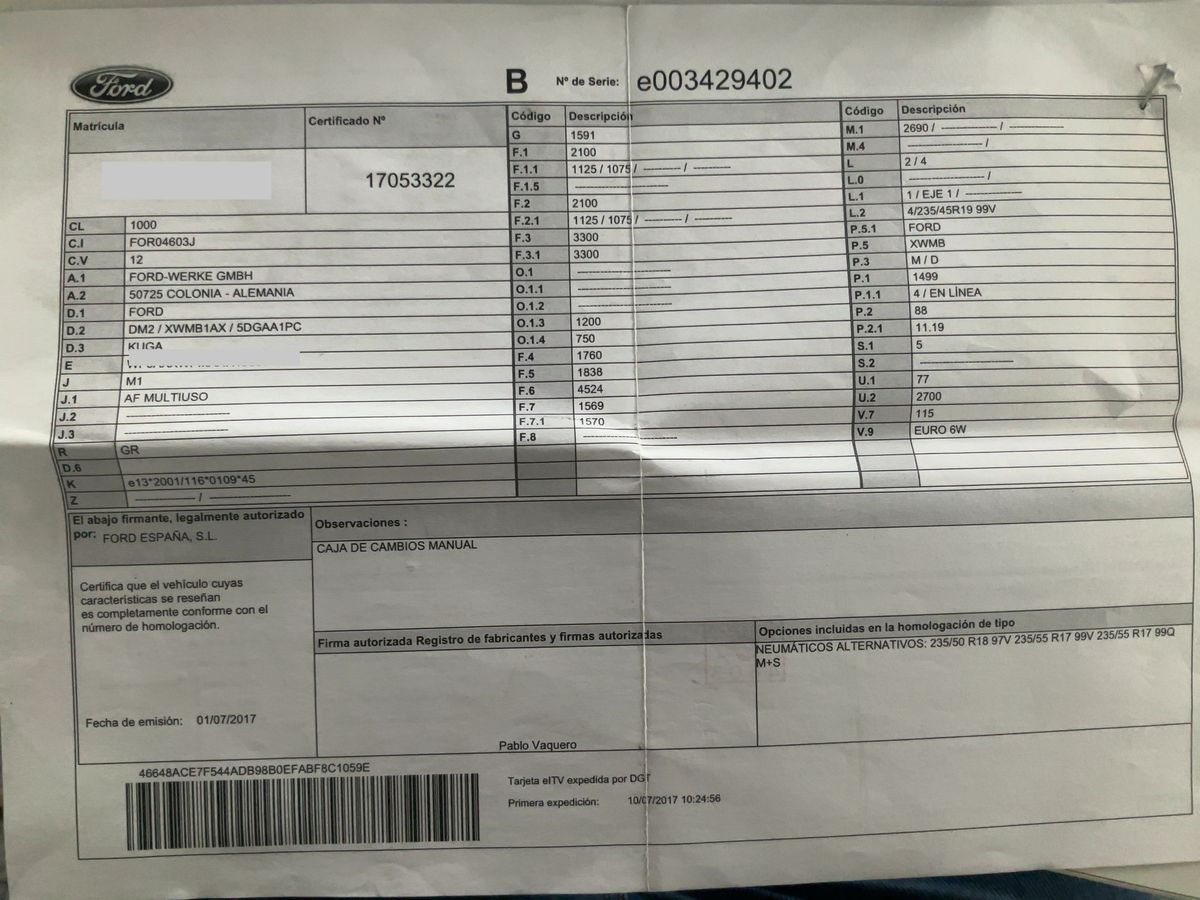 Ford
B Nº de Serie: e003429402
Matrícula
Certificado Nº
17053322
CL 1000
C.I FOR04603J
C.V 12
A.1 FORD-WERKE GMBH
A.2 50725 COLONIA - ALEMANIA
D.1 FORD
D.2 DM2 / XWMB1AX / 5DGAA1PC
D.3 KUGA
E
J M1
J.1 AF MULTIUSO
J.2 --------------------
J.3 --------------------
R GR
D.6
K e13*2001/116*0109*45
Z -------------------- / --------------------
Código Descripción
G 1591
F.1 2100
F.1.1 1125 / 1075 / ---------- / ----------
F.1.5 --------------------
F.2 2100
F.2.1 1125 / 1075 / ---------- / ----------
F.3 3300
F.3.1 3300
O.1 --------------------
O.1.1 --------------------
O.1.2 --------------------
O.1.3 1200
O.1.4 750
F.4 1760
F.5 1838
F.6 4524
F.7 1569
F.7.1 1570
F.8 --------------------
Código Descripción
M.1 2690 / --------------- / ---------------
M.4 -------------------- /
L 2 / 4
L.0 -------------------- /
L.1 1 / EJE 1 / ---------------
L.2 4/235/45R19 99V
P.5.1 FORD
P.5 XWMB
P.3 M / D
P.1 1499
P.1.1 4 / EN LÍNEA
P.2 88
P.2.1 11.19
S.1 5
S.2 --------------------
U.1 77
U.2 2700
V.7 115
V.9 EURO 6W
El abajo firmante, legalmente autorizado
por: FORD ESPAÑA, S.L.
Certifica que el vehículo cuyas
características se reseñan
es completamente conforme con el
número de homologación.
Fecha de emisión: 01/07/2017
Observaciones :
CAJA DE CAMBIOS MANUAL
Firma autorizada Registro de fabricantes y firmas autorizadas
Pablo Vaquero
Opciones incluidas en la homologación de tipo
NEUMÁTICOS ALTERNATIVOS: 235/50 R18 97V 235/55 R17 99V 235/55 R17 99Q
M+S
46648ACE7F544ADB98B0EFABF8C1059E
Tarjeta eITV expedida por DGT
Primera expedición: 10/07/2017 10:24:56